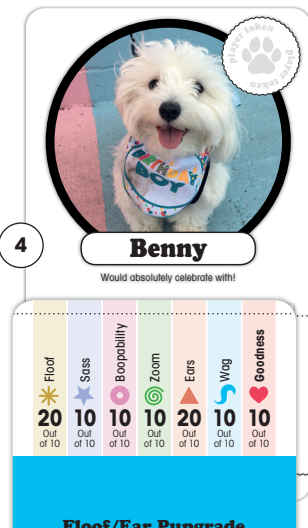 player token player token
BIRTHDAY
BOY
4
Benny
Would absolutely celebrate with!
Floof
Sass
Boopability
Zoom
Ears
Wag
Goodness
20 10 10 10 20 10 10
Out Out Out Out Out Out Out
of 10 of 10 of 10 of 10 of 10 of 10 of 10
Floof/Ear Pupgrade